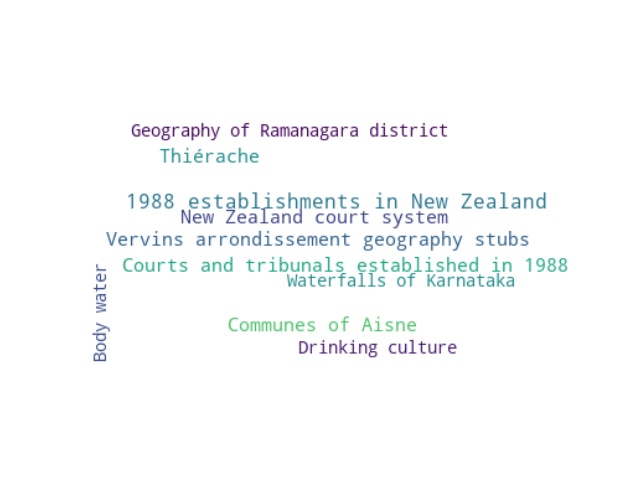 Geography of Ramanagara district
Thiérache
1988 establishments in New Zealand
New Zealand court system
Vervins arrondissement geography stubs
Courts and tribunals established in 1988
Waterfalls of Karnataka
Body water
Communes of Aisne
Drinking culture